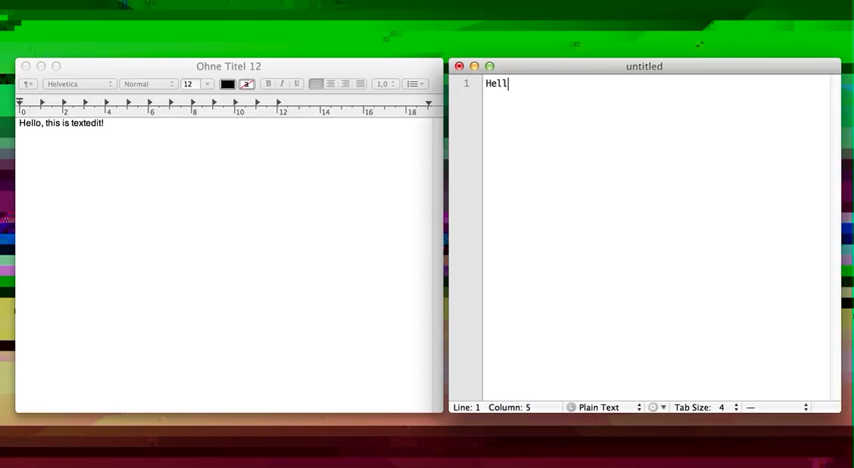 Ohne Titel 12
Helvetica Normal 12 a B I U 1,0
0 2 4 6 8 10 12 14 16 18
Hello, this is textedit!
untitled
1 Hell
Line: 1 Column: 5 L Plain Text Tab Size: 4 —